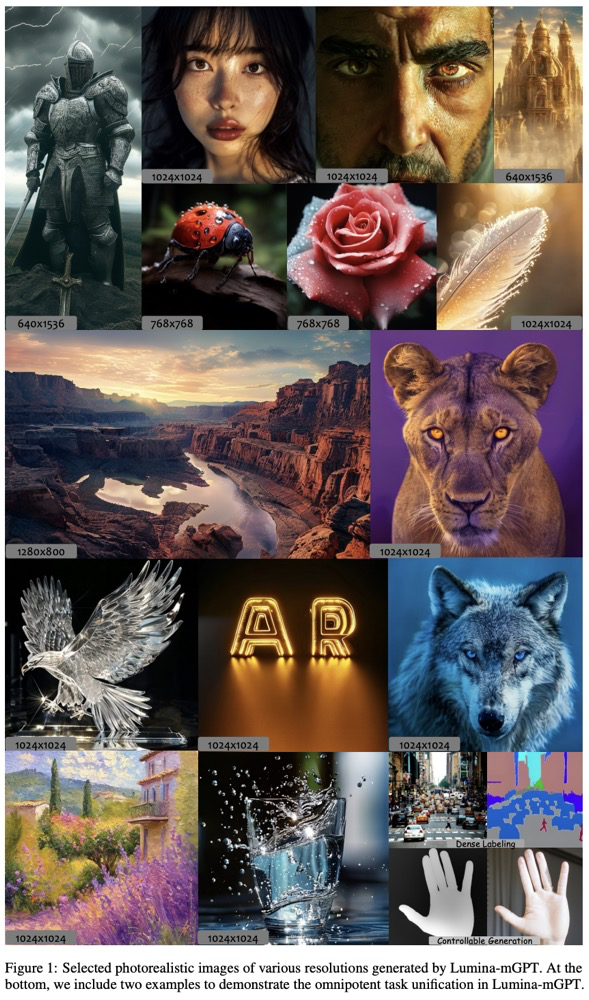 1024x1024
1024x1024
640x1536
640x1536
768x768
768x768
1024x1024
1280x800
1024x1024
AR
1024x1024
1024x1024
1024x1024
Dense Labeling
Controllable Generation
1024x1024
1024x1024
Figure 1: Selected photorealistic images of various resolutions generated by Lumina-mGPT. At the
bottom, we include two examples to demonstrate the omnipotent task unification in Lumina-mGPT.